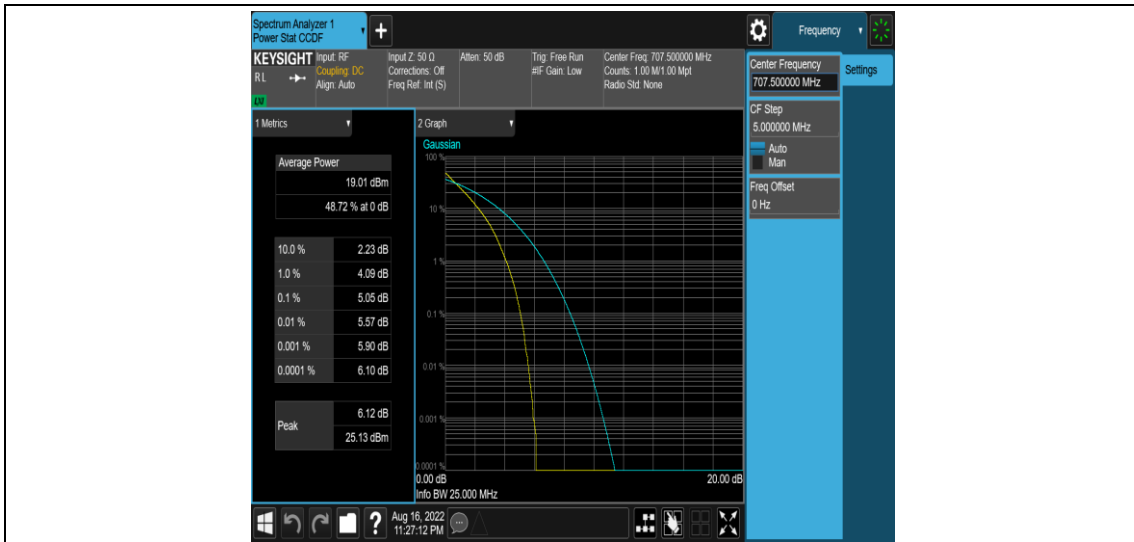 Spectrum Analyzer 1
Power Stat CCDF
+
Frequency
KEYSIGHT
RL
LXI
Input: RF
Coupling: DC
Align: Auto
Input Z: 50 Ω
Corrections: Off
Freq Ref: Int (S)
Atten: 50 dB
Trig: Free Run
#IF Gain: Low
Center Freq: 707.500000 MHz
Counts: 1.00 M/1.00 Mpt
Radio Std: None
Center Frequency
707.500000 MHz
Settings
CF Step
5.000000 MHz
Auto
Man
Freq Offset
0 Hz
1 Metrics
Average Power
19.01 dBm
48.72 % at 0 dB
10.0 % 2.23 dB
1.0 % 4.09 dB
0.1 % 5.05 dB
0.01 % 5.57 dB
0.001 % 5.90 dB
0.0001 % 6.10 dB
Peak
6.12 dB
25.13 dBm
2 Graph
Gaussian
100 %
10 %
1 %
0.1 %
0.01 %
0.001 %
0.0001 %
0.00 dB 20.00 dB
Info BW 25.000 MHz
?
Aug 16, 2022
11:27:12 PM